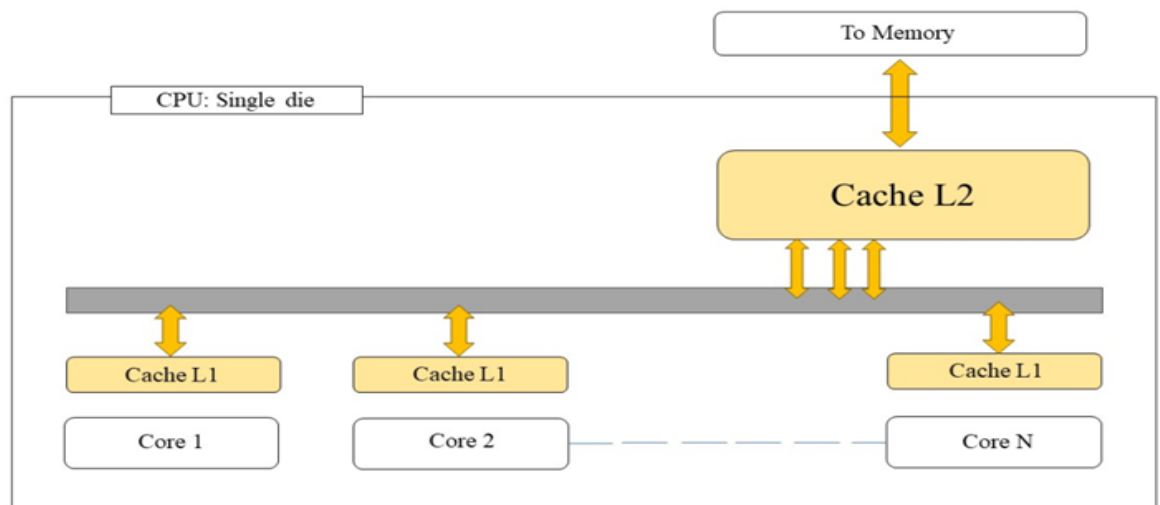 To Memory
CPU: Single die
Cache L2
Cache L1
Cache L1
Cache L1
Core 1
Core 2
Core N